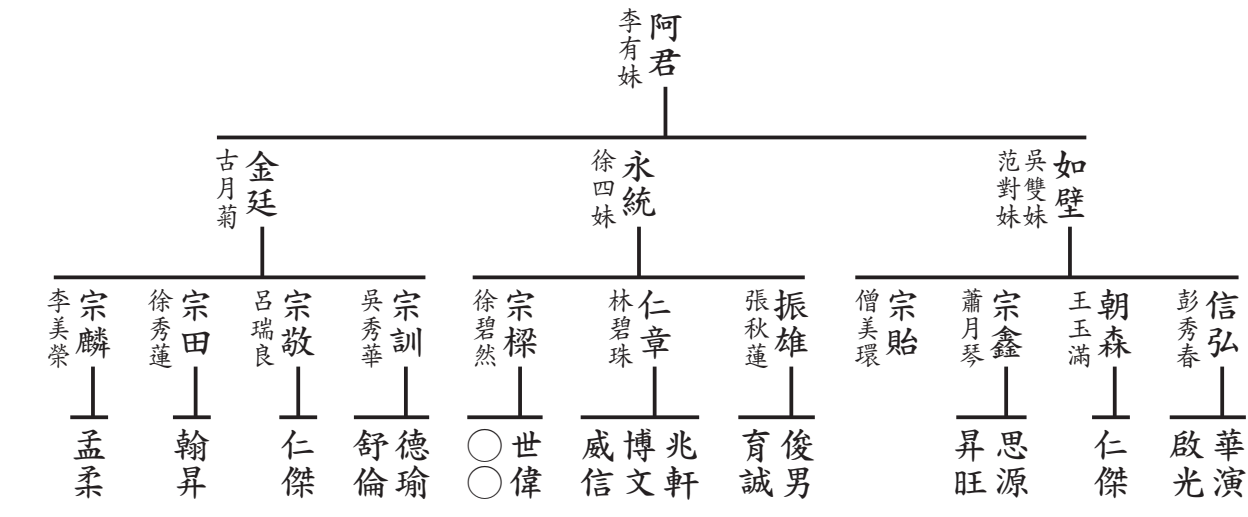 阿君
李有妹
如壁
吳雙妹
范對妹
永統
徐四妹
金廷
古月菊
信弘
彭秀春
朝森
王玉滿
宗鑫
蕭月琴
宗貽
僧美環
振雄
張秋蓮
仁章
林碧珠
宗樑
徐碧然
宗訓
吳秀華
宗敬
呂瑞良
宗田
徐秀蓮
宗麟
李美榮
華演
啟光
仁傑
思源
昇旺
俊男
育誠
兆軒
博文
威信
世偉
○○
德瑜
舒倫
仁傑
翰昇
孟柔